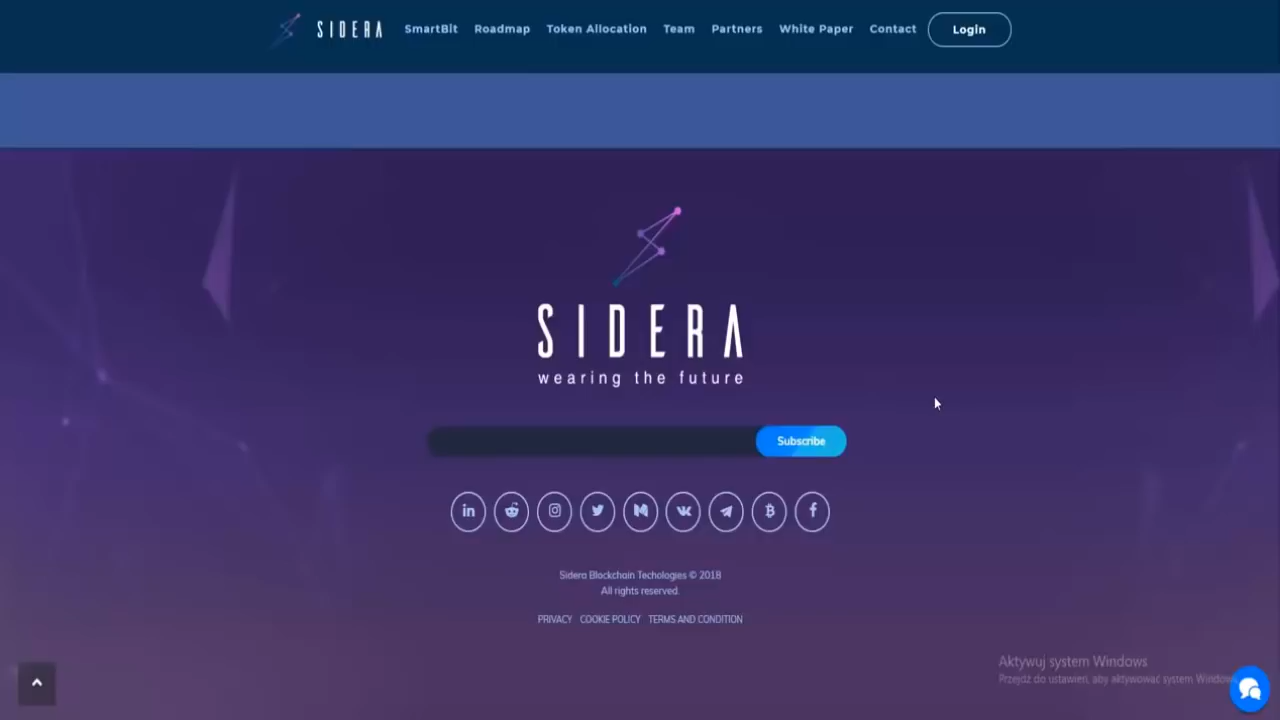 SIDERA SmartBit Roadmap Token Allocation Team Partners White Paper Contact Login
SIDERA
wearing the future
Subscribe
Sidera Blockchain Techologies © 2018
All rights reserved.
PRIVACY COOKIE POLICY TERMS AND CONDITION
Aktywuj system Windows
Przejdź do ustawień, aby aktywować system Windows